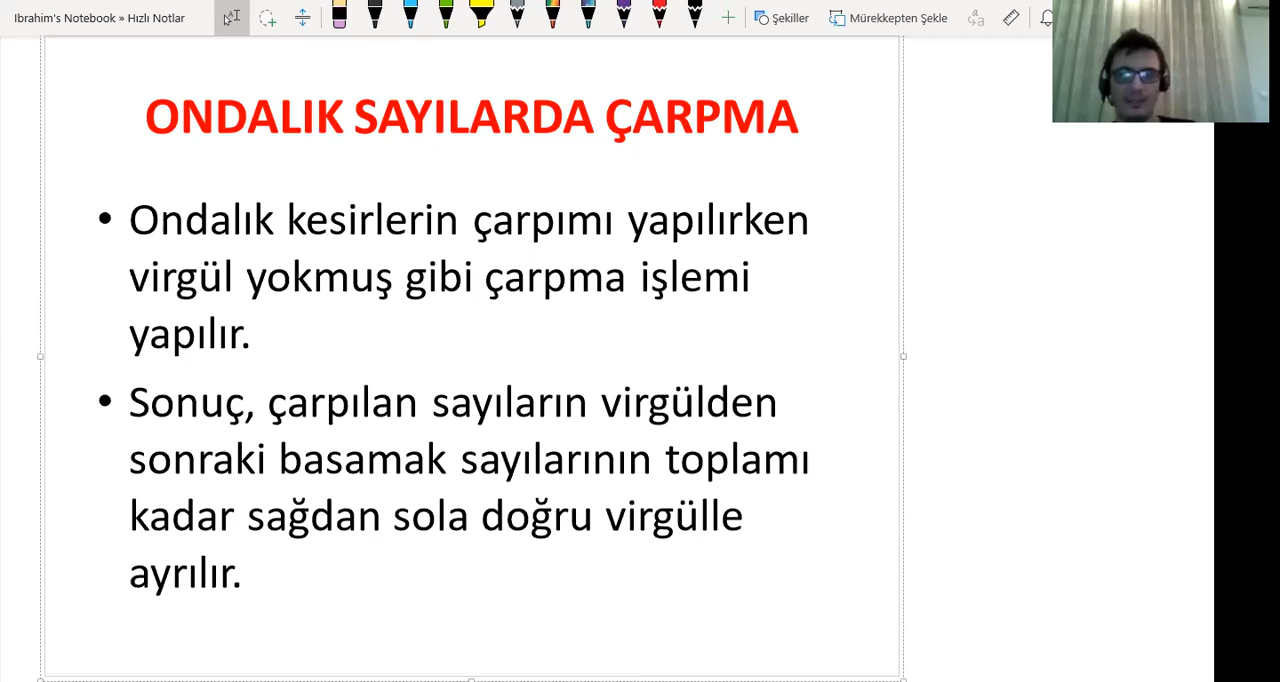 Ibrahim's Notebook » Hızlı Notlar
Şekiller
Mürekkepten Şekle
ONDALIK SAYILARDA ÇARPMA
• Ondalık kesirlerin çarpımı yapılırken
virgül yokmuş gibi çarpma işlemi
yapılır.
• Sonuç, çarpılan sayıların virgülden
sonraki basamak sayılarının toplamı
kadar sağdan sola doğru virgülle
ayrılır.